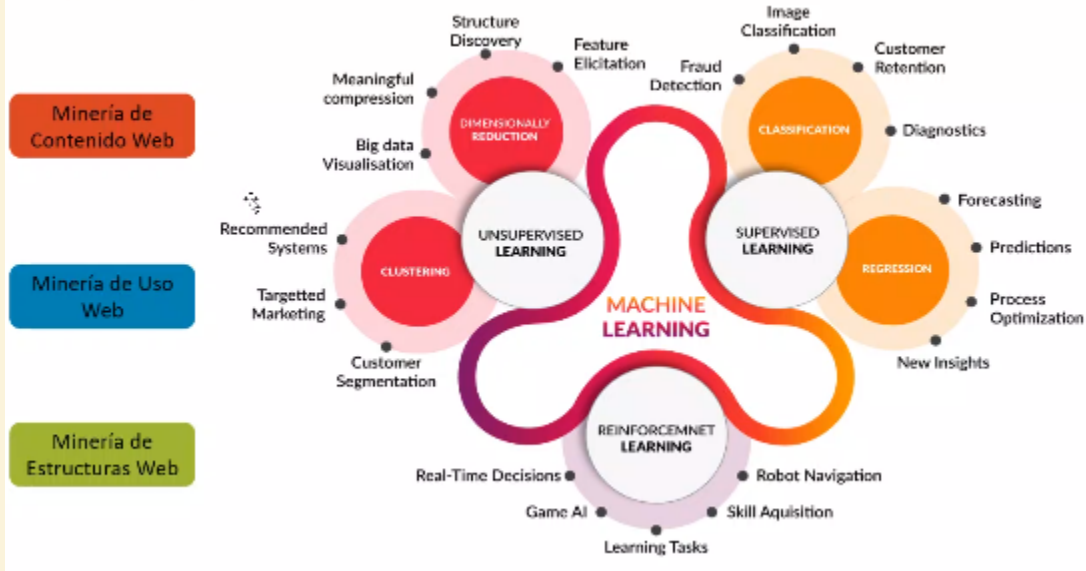 Minería de
Contenido Web
Minería de Uso
Web
Minería de
Estructuras Web
Structure
Discovery
Feature
Elicitation
Meaningful
compression
Big data
Visualisation
DIMENSIONALLY
REDUCTION
Recommended
Systems
Targetted
Marketing
Customer
Segmentation
CLUSTERING
UNSUPERVISED
LEARNING
Image
Classification
Fraud
Detection
Customer
Retention
Diagnostics
CLASSIFICATION
SUPERVISED
LEARNING
Forecasting
Predictions
Process
Optimization
New Insights
REGRESSION
MACHINE
LEARNING
REINFORCEMNET
LEARNING
Real-Time Decisions
Game AI
Learning Tasks
Skill Aquisition
Robot Navigation